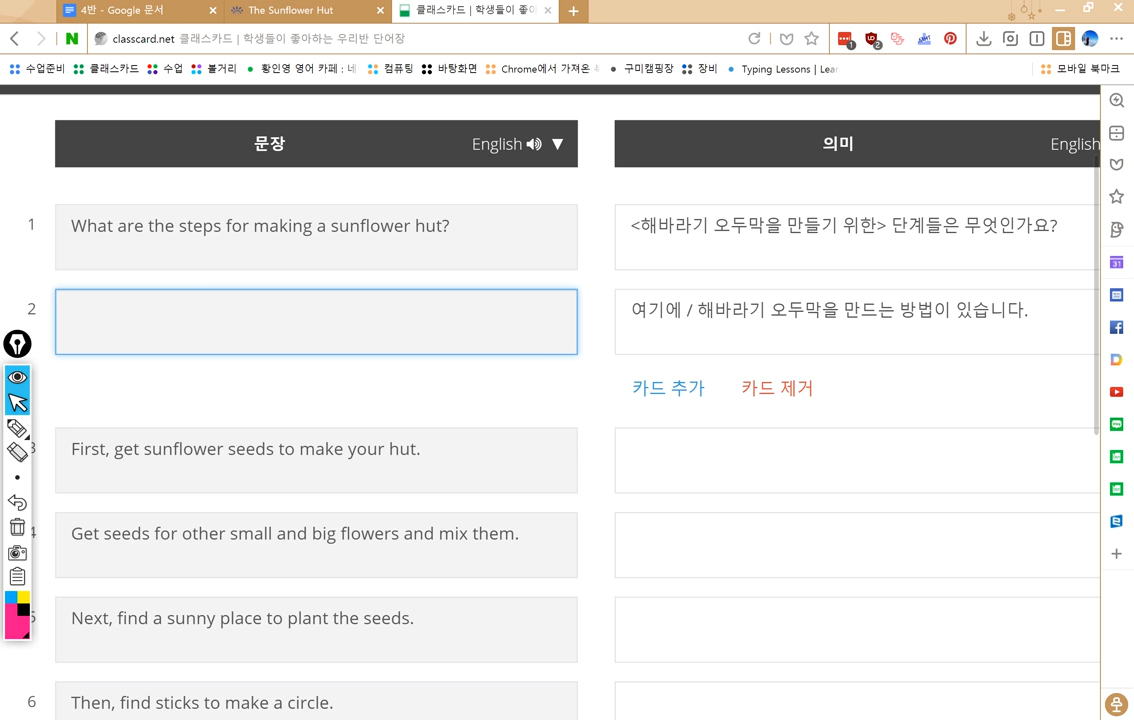 4반 - Google 문서
The Sunflower Hut
클래스카드 | 학생들이 좋아
classcard.net 클래스카드 | 학생들이 좋아하는 우리반 단어장
수업준비 클래스카드 수업 볼거리 황인영 영어 카페 : 네 컴퓨팅 바탕화면 Chrome에서 가져온 구미캠핑장 장비 Typing Lessons | Lear 모바일 북마크
문장 English ▼ 의미 English
1 What are the steps for making a sunflower hut? <해바라기 오두막을 만들기 위한> 단계들은 무엇인가요?
2 여기에 / 해바라기 오두막을 만드는 방법이 있습니다.
카드 추가 카드 제거
3 First, get sunflower seeds to make your hut.
4 Get seeds for other small and big flowers and mix them.
5 Next, find a sunny place to plant the seeds.
6 Then, find sticks to make a circle.